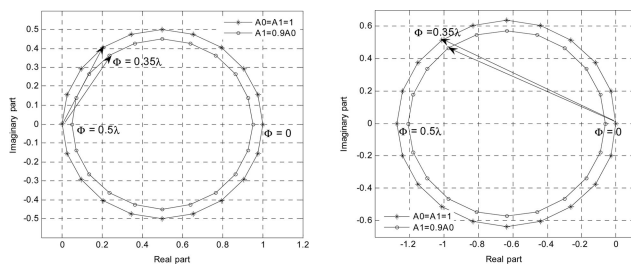 0.5
0.4
0.3
0.2
0.1
0
-0.1
-0.2
-0.3
-0.4
-0.5
Imaginary part
A0=A1=1
A1=0.9A0
Φ = 0.35λ
Φ = 0.5λ
Φ = 0
0 0.2 0.4 0.6 0.8 1 1.2
Real part
0.6
0.4
0.2
0
-0.2
-0.4
-0.6
Imaginary part
Φ = 0.35λ
Φ = 0.5λ
Φ = 0
A0=A1=1
A1=0.9A0
-1.2 -1 -0.8 -0.6 -0.4 -0.2 0
Real part